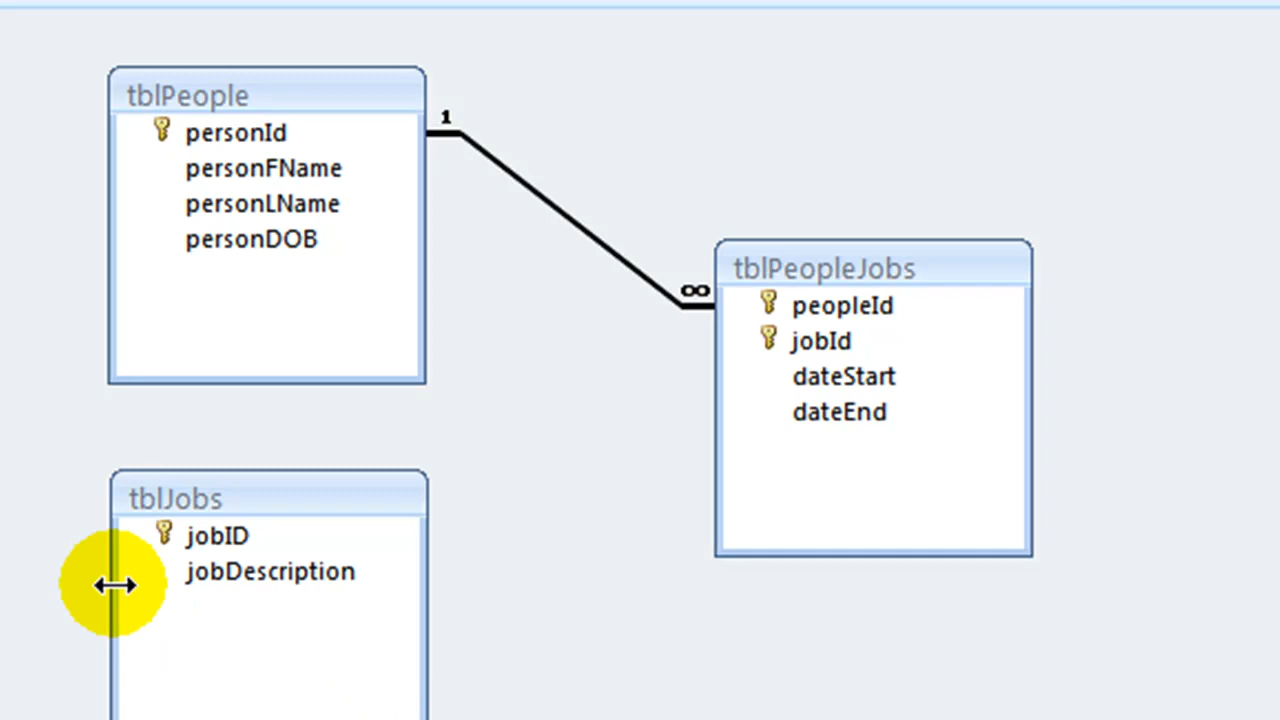 tblPeople
personId
personFName
personLName
personDOB
1
∞
tblPeopleJobs
peopleId
jobId
dateStart
dateEnd
tblJobs
jobID
jobDescription